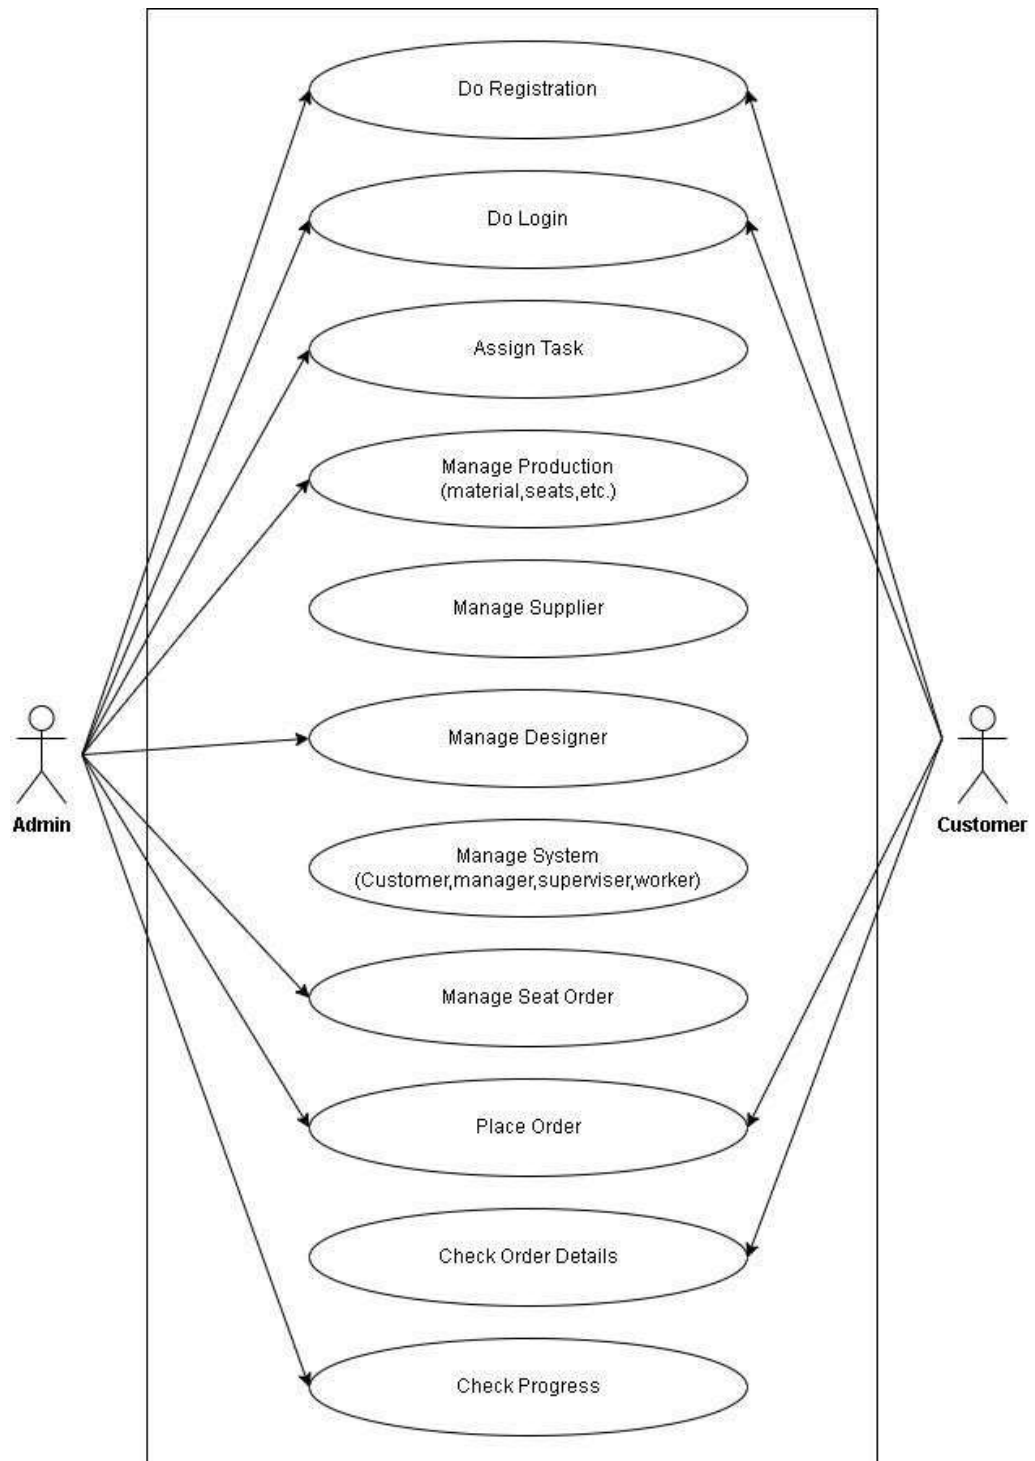 Do Registration
Do Login
Assign Task
Manage Production
(material,seats,etc.)
Manage Supplier
Manage Designer
Admin
Customer
Manage System
(Customer,manager,superviser,worker)
Manage Seat Order
Place Order
Check Order Details
Check Progress